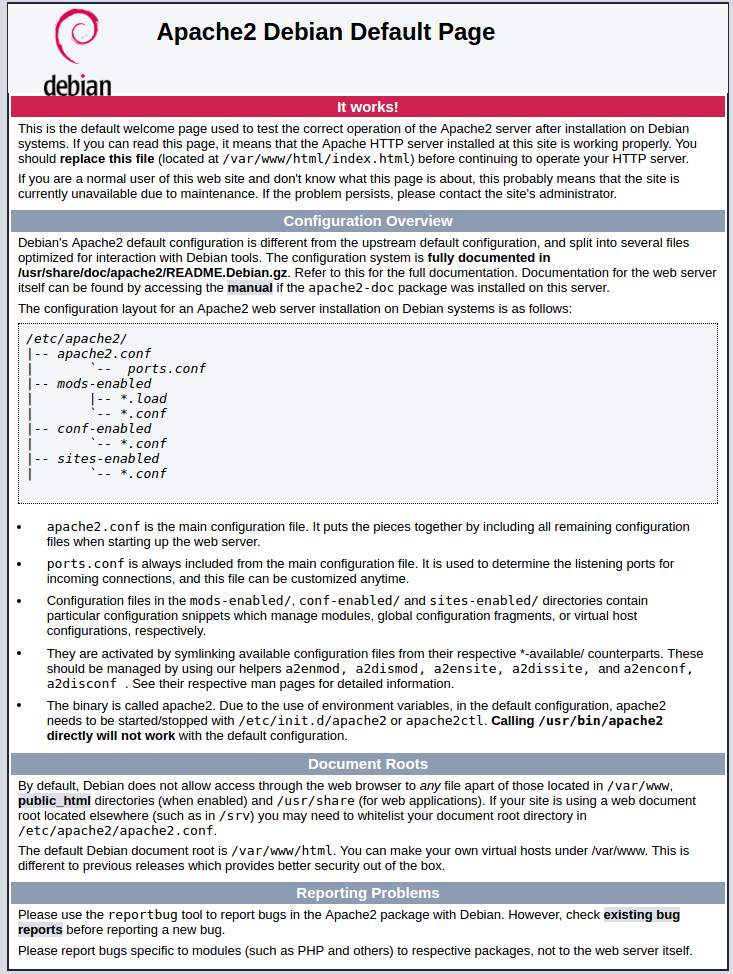 debian
Apache2 Debian Default Page
It works!
This is the default welcome page used to test the correct operation of the Apache2 server after installation on Debian
systems. If you can read this page, it means that the Apache HTTP server installed at this site is working properly. You
should replace this file (located at /var/www/html/index.html) before continuing to operate your HTTP server.
If you are a normal user of this web site and don't know what this page is about, this probably means that the site is
currently unavailable due to maintenance. If the problem persists, please contact the site's administrator.
Configuration Overview
Debian's Apache2 default configuration is different from the upstream default configuration, and split into several files
optimized for interaction with Debian tools. The configuration system is fully documented in
/usr/share/doc/apache2/README.Debian.gz. Refer to this for the full documentation. Documentation for the web server
itself can be found by accessing the manual if the apache2-doc package was installed on this server.
The configuration layout for an Apache2 web server installation on Debian systems is as follows:
/etc/apache2/
|-- apache2.conf
|       `--  ports.conf
|-- mods-enabled
|       |-- *.load
|       `-- *.conf
|-- conf-enabled
|       `-- *.conf
|-- sites-enabled
|       `-- *.conf
• apache2.conf is the main configuration file. It puts the pieces together by including all remaining configuration
files when starting up the web server.
• ports.conf is always included from the main configuration file. It is used to determine the listening ports for
incoming connections, and this file can be customized anytime.
• Configuration files in the mods-enabled/, conf-enabled/ and sites-enabled/ directories contain
particular configuration snippets which manage modules, global configuration fragments, or virtual host
configurations, respectively.
• They are activated by symlinking available configuration files from their respective *-available/ counterparts. These
should be managed by using our helpers a2enmod, a2dismod, a2ensite, a2dissite, and a2enconf,
a2disconf . See their respective man pages for detailed information.
• The binary is called apache2. Due to the use of environment variables, in the default configuration, apache2
needs to be started/stopped with /etc/init.d/apache2 or apache2ctl. Calling /usr/bin/apache2
directly will not work with the default configuration.
Document Roots
By default, Debian does not allow access through the web browser to any file apart of those located in /var/www,
public_html directories (when enabled) and /usr/share (for web applications). If your site is using a web document
root located elsewhere (such as in /srv) you may need to whitelist your document root directory in
/etc/apache2/apache2.conf.
The default Debian document root is /var/www/html. You can make your own virtual hosts under /var/www. This is
different to previous releases which provides better security out of the box.
Reporting Problems
Please use the reportbug tool to report bugs in the Apache2 package with Debian. However, check existing bug
reports before reporting a new bug.
Please report bugs specific to modules (such as PHP and others) to respective packages, not to the web server itself.